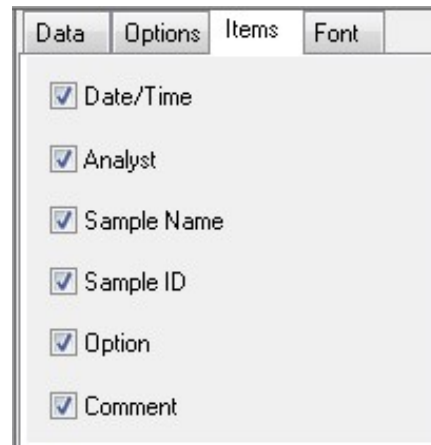 Data Options Items Font
Date/Time
Analyst
Sample Name
Sample ID
Option
Comment